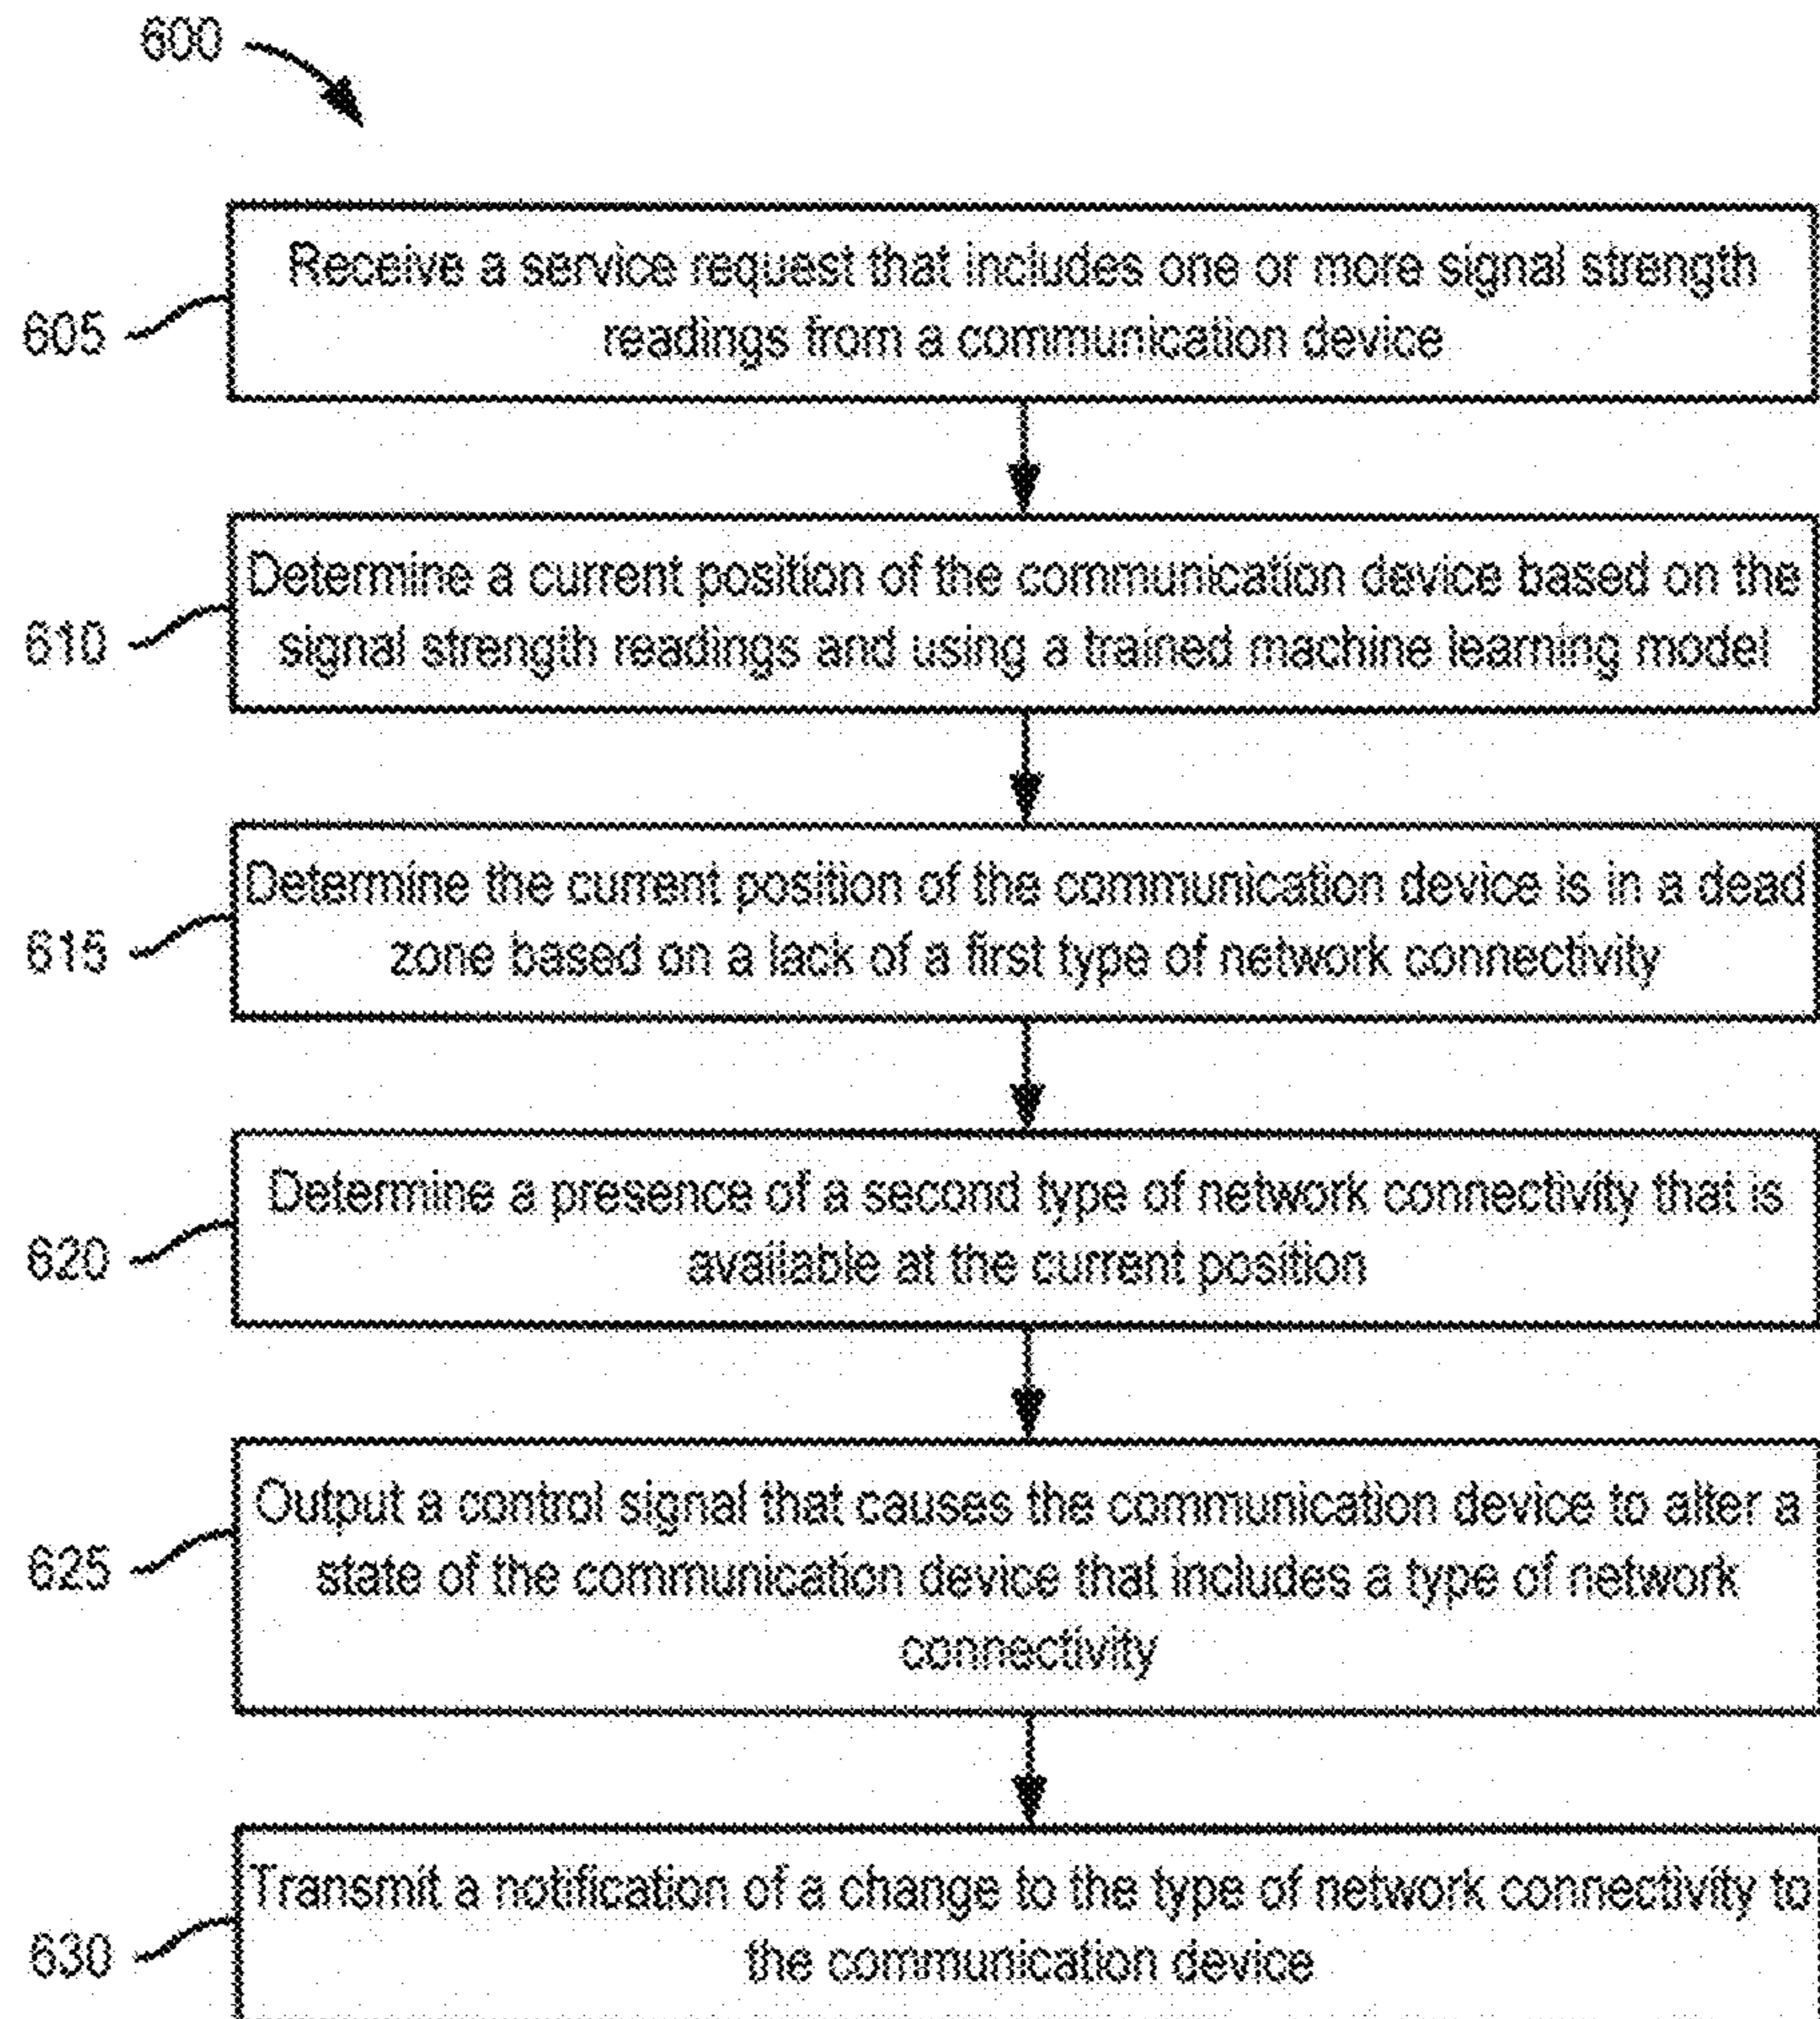 600
605
Receive a service request that includes one or more signal strength
readings from a communication device
610
Determine a current position of the communication device based on the
signal strength readings and using a trained machine learning model
615
Determine the current position of the communication device is in a dead
zone based on a lack of a first type of network connectivity
620
Determine a presence of a second type of network connectivity that is
available at the current position
625
Output a control signal that causes the communication device to alter a
state of the communication device that includes a type of network
connectivity
630
Transmit a notification of a change to the type of network connectivity to
the communication device